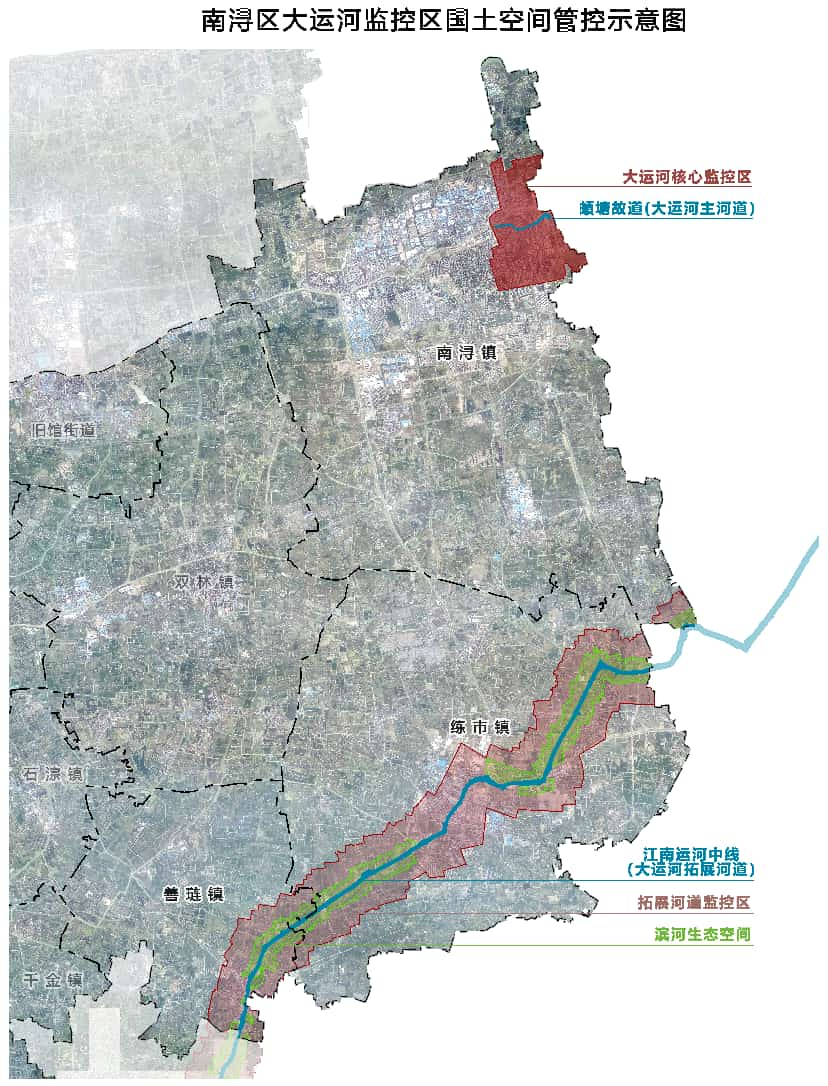 南浔区大运河监控区国土空间管控示意图
大运河核心监控区
頔塘故道(大运河主河道)
南浔镇
旧馆街道
双林镇
练市镇
石淙镇
江南运河中线
(大运河拓展河道)
善琏镇
拓展河道监控区
滨河生态空间
千金镇